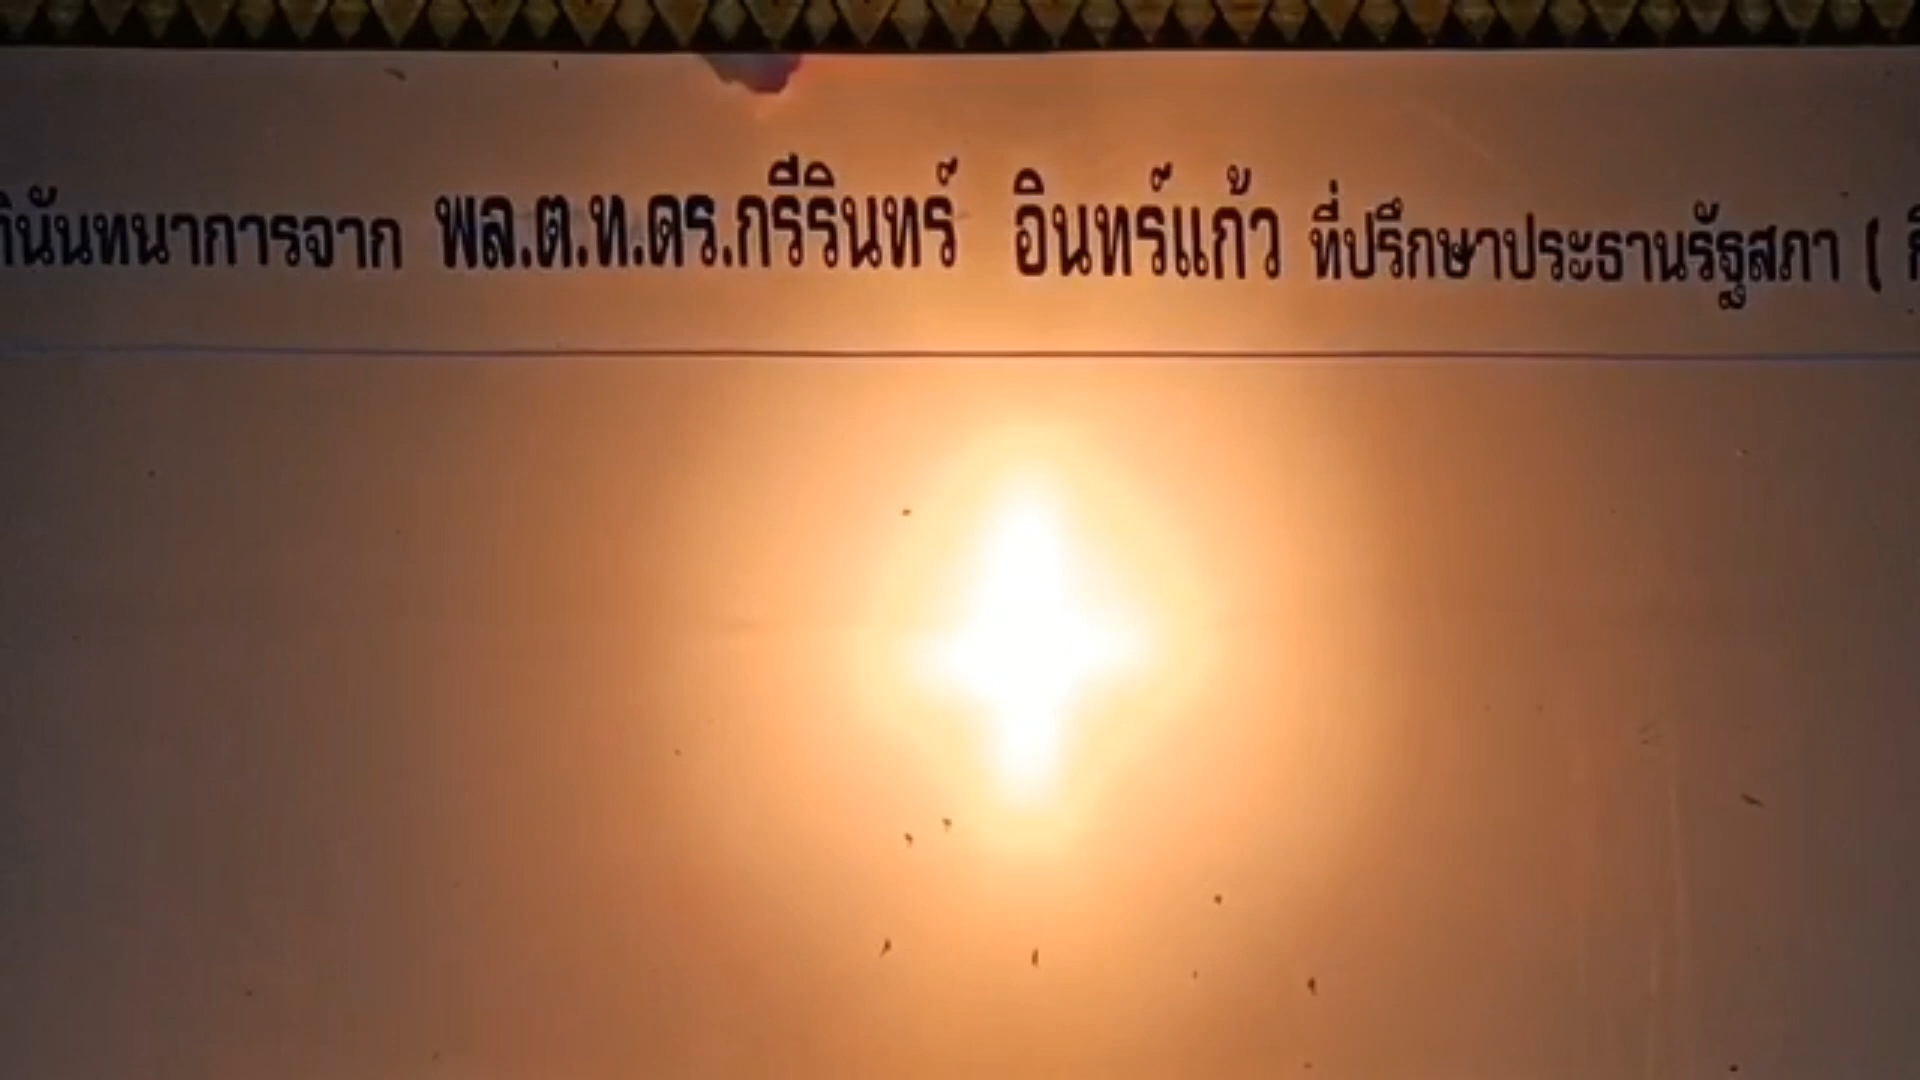 ินันทนาการจาก พล.ต.ท.ดร.กรีรินทร์ อินทร์แก้ว ที่ปรึกษาประธานรัฐสภา (